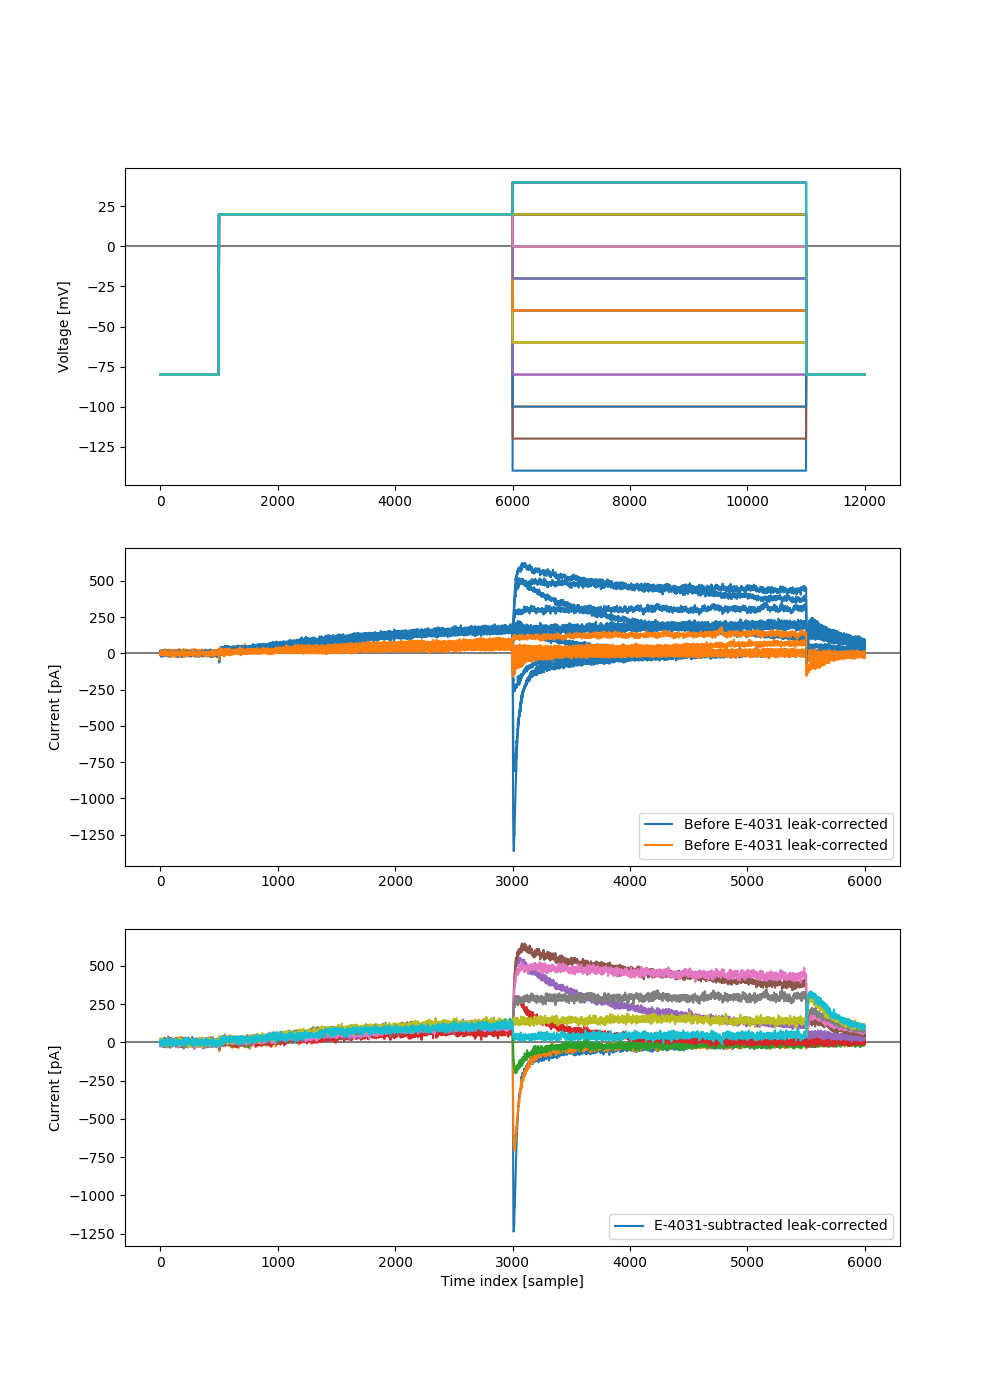 25
0
−25
−50
−75
−100
−125
Voltage [mV]
0 2000 4000 6000 8000 10000 12000
500
250
0
−250
−500
−750
−1000
−1250
Current [pA]
Before E-4031 leak-corrected
Before E-4031 leak-corrected
0 1000 2000 3000 4000 5000 6000
500
250
0
−250
−500
−750
−1000
−1250
Current [pA]
E-4031-subtracted leak-corrected
0 1000 2000 3000 4000 5000 6000
Time index [sample]